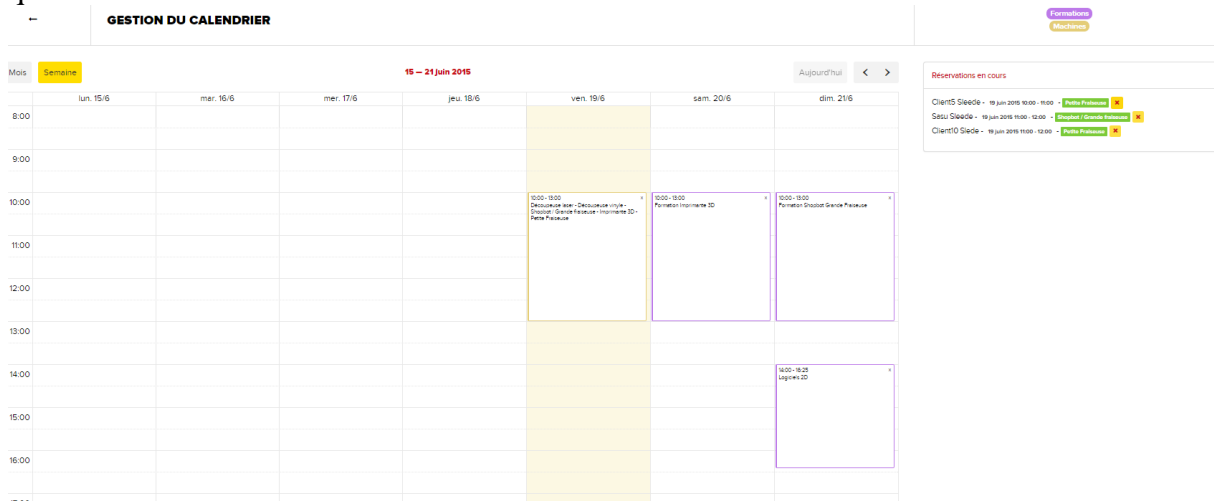 ←
GESTION DU CALENDRIER
Formations
Machines
Mois Semaine
15 — 21 juin 2015
Aujourd'hui < >
lun. 15/6 mar. 16/6 mer. 17/6 jeu. 18/6 ven. 19/6 sam. 20/6 dim. 21/6
8:00
9:00
10:00
11:00
12:00
13:00
14:00
15:00
16:00
10:00 - 13:00 x
Découpeuse laser - Découpeuse vinyle -
Shopbot / Grande fraiseuse - Imprimante 3D -
Petite Fraiseuse
10:00 - 13:00 x
Formation Imprimante 3D
10:00 - 13:00 x
Formation Shopbot Grande Fraiseuse
14:00 - 16:25 x
Logiciels 2D
Réservations en cours
Client5 Sleede - 19 juin 2015 10:00 - 11:00 - Petite Fraiseuse ×
Sasu Sleede - 19 juin 2015 11:00 - 12:00 - Shopbot / Grande fraiseuse ×
Client10 Slede - 19 juin 2015 11:00 - 12:00 - Petite Fraiseuse ×